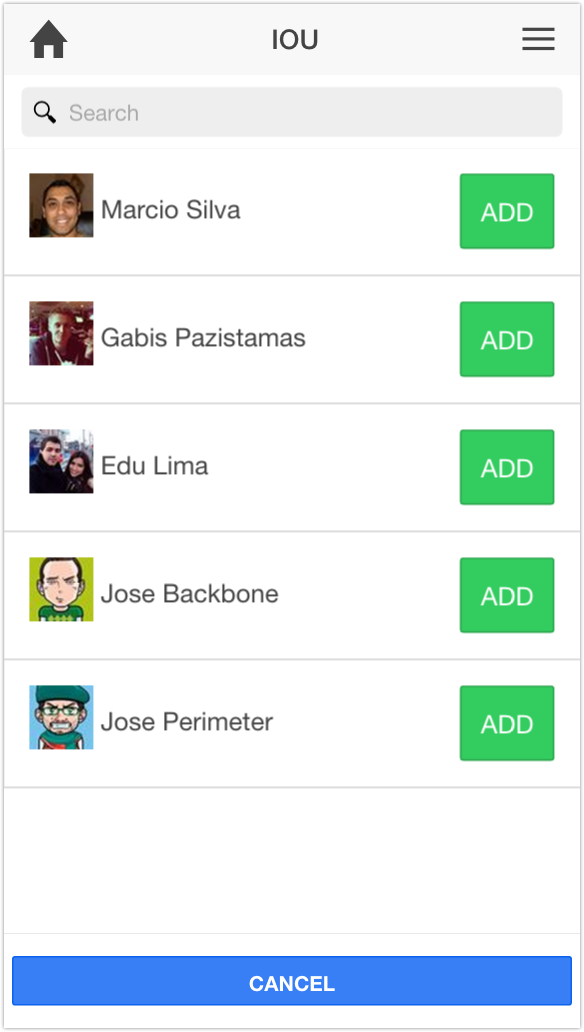 IOU
Search
Marcio Silva ADD
Gabis Pazistamas ADD
Edu Lima ADD
Jose Backbone ADD
Jose Perimeter ADD
CANCEL